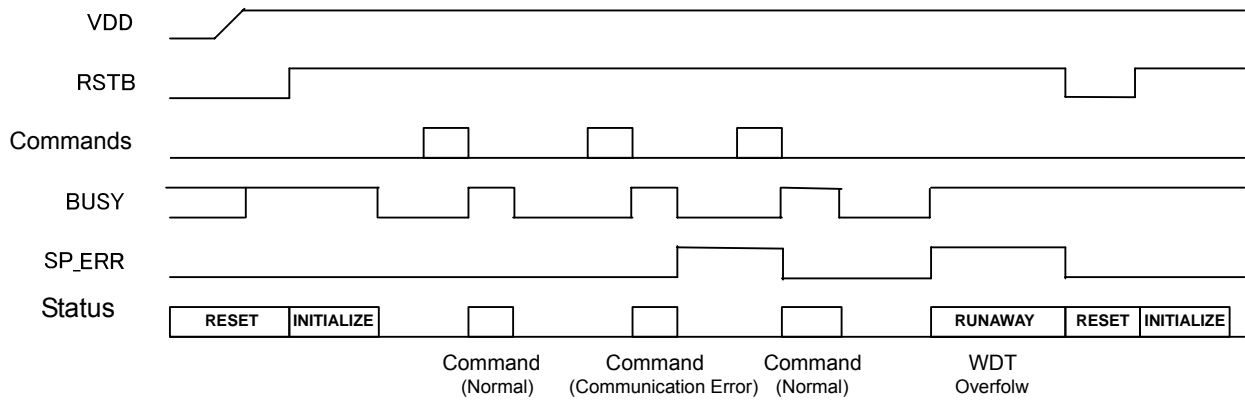 VDD
RSTB
Commands
BUSY
SP_ERR
Status
RESET INITIALIZE RUNAWAY RESET INITIALIZE
Command Command Command WDT
(Normal) (Communication Error) (Normal) Overfolw